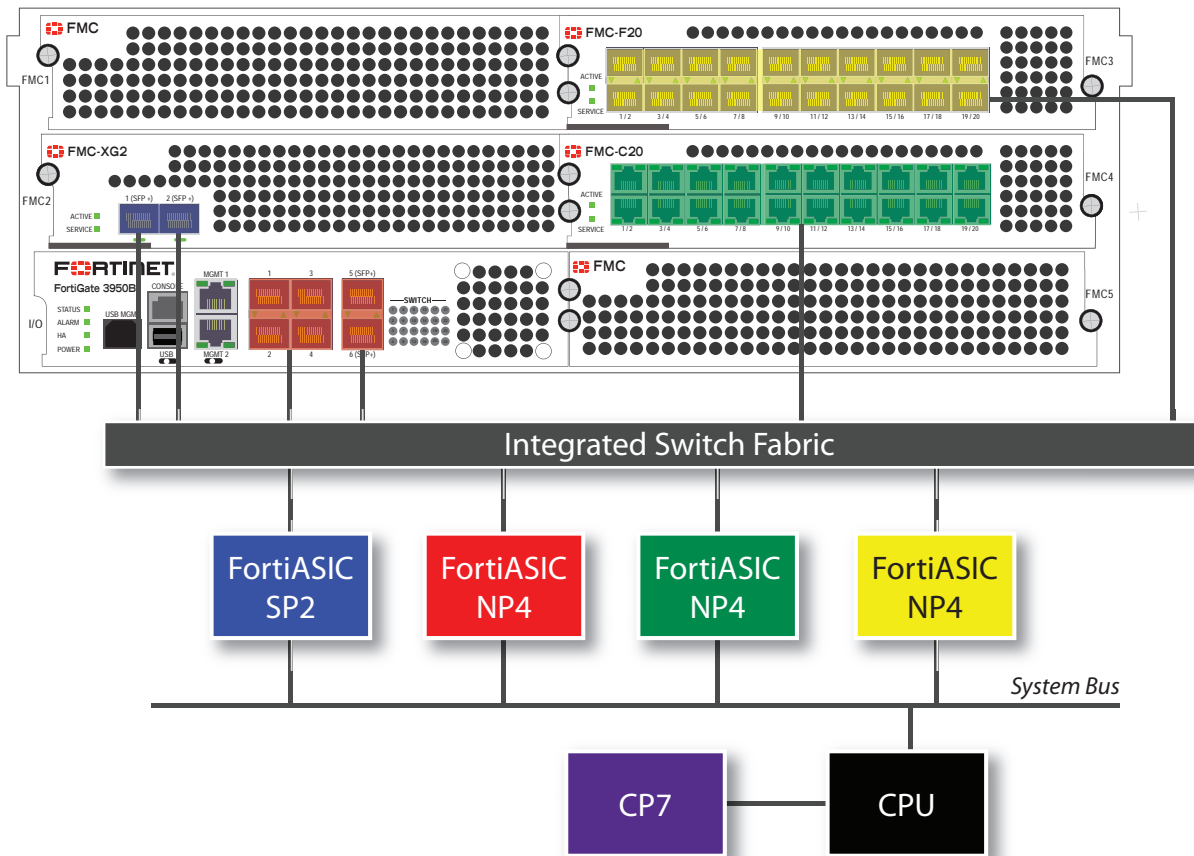 FMC
FMC1
FMC-F20
FMC3
ACTIVE
SERVICE
1 / 2 3 / 4 5 / 6 7 / 8 9 / 10 11 / 12 13 / 14 15 / 16 17 / 18 19 / 20
FMC-XG2
FMC2
1 (SFP +) 2 (SFP +)
ACTIVE
SERVICE
FMC-C20
FMC4
ACTIVE
SERVICE
1 / 2 3 / 4 5 / 6 7 / 8 9 / 10 11 / 12 13 / 14 15 / 16 17 / 18 19 / 20
FORTINET
FortiGate 3950B
I/O
STATUS
ALARM
HA
POWER
USB MGMT
CONSOLE
USB
MGMT 1
MGMT 2
1 3 5 (SFP+)
2 4 6 (SFP+)
SWITCH
FMC
FMC5
Integrated Switch Fabric
FortiASIC
SP2
FortiASIC
NP4
FortiASIC
NP4
FortiASIC
NP4
System Bus
CP7
CPU